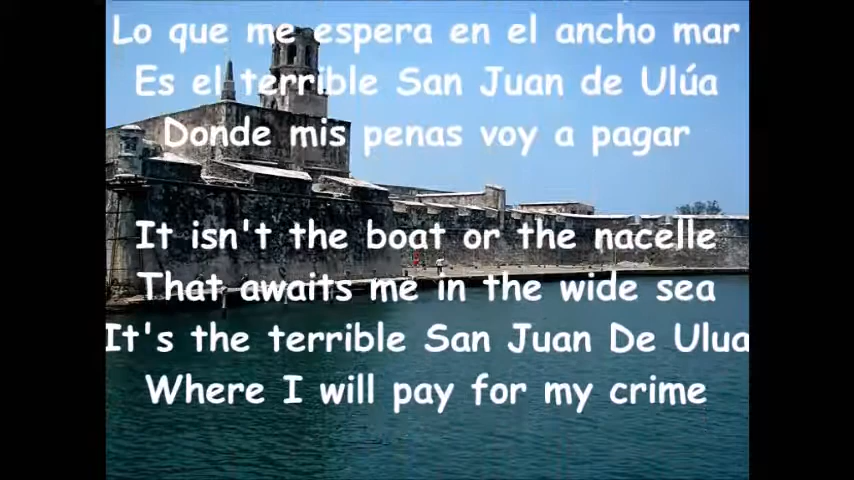 Lo que me espera en el ancho mar
Es el terrible San Juan de Ulúa
Donde mis penas voy a pagar
It isn't the boat or the nacelle
That awaits me in the wide sea
It's the terrible San Juan De Ulua
Where I will pay for my crime